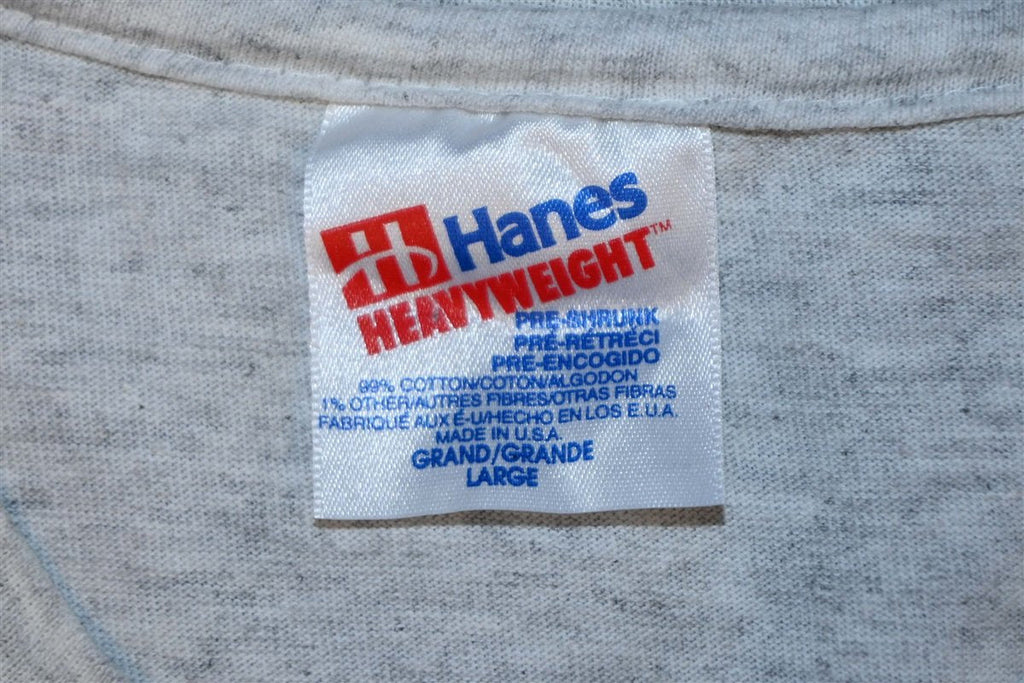 Hanes
HEAVYWEIGHT™
PRE-SHRUNK
PRÉ-RÉTRÉCI
PRE-ENCOGIDO
99% COTTON/COTON/ALGODON
1% OTHER/AUTRES FIBRES/OTRAS FIBRAS
FABRIQUÉ AUX É-U/HECHO EN LOS E.U.A.
MADE IN U.S.A.
GRAND/GRANDE
LARGE